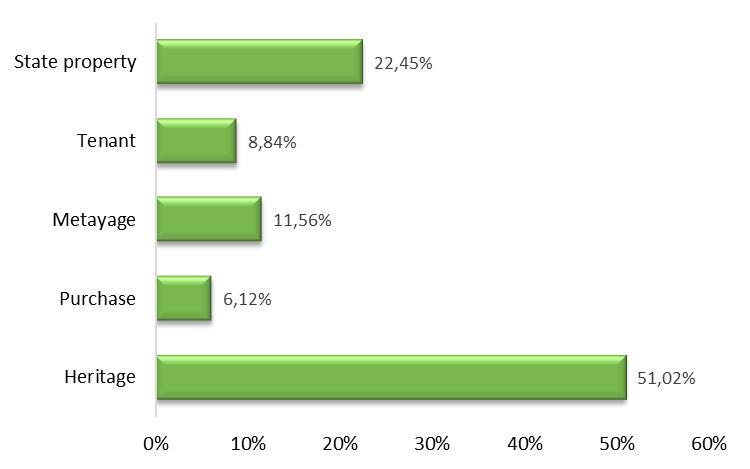 State property
22,45%
Tenant
8,84%
Metayage
11,56%
Purchase
6,12%
Heritage
51,02%
0% 10% 20% 30% 40% 50% 60%